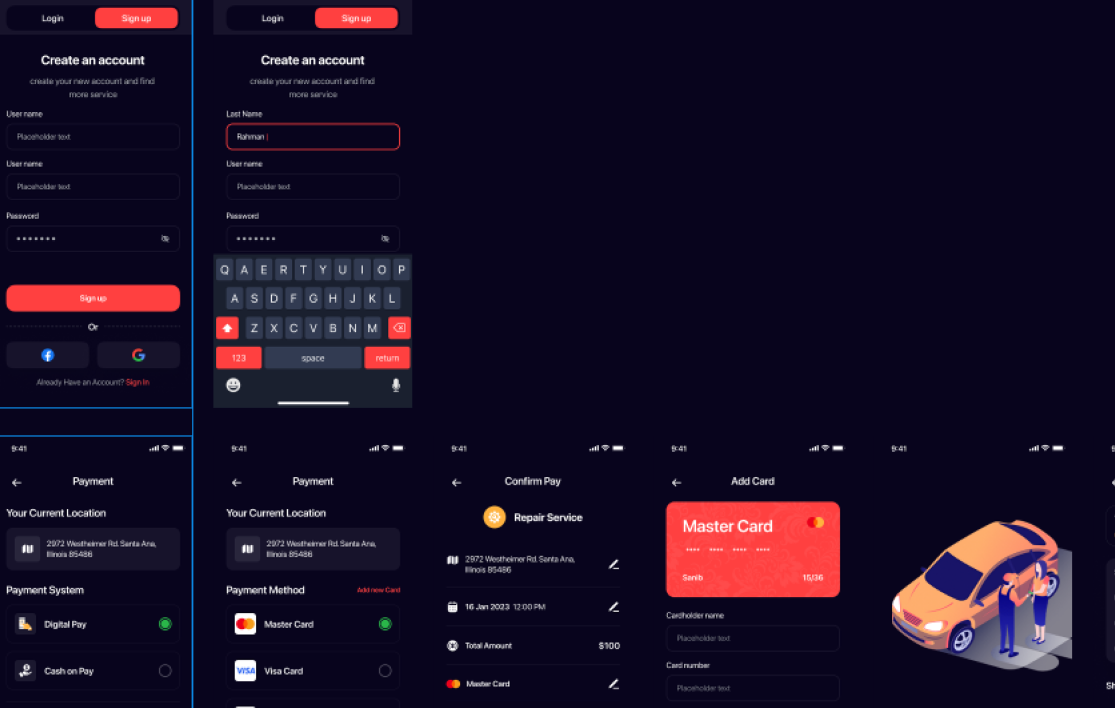 Login
Sign up
Create an account
create your new account and find
more service
User name
Placeholder text
User name
Placeholder text
Password
Sign up
Or
Already Have an Account? Sign In
Login
Sign up
Create an account
create your new account and find
more service
Last Name
Rahman |
User name
Placeholder text
Password
Q A E R T Y U I O P
A S D F G H J K L
Z X C V B N M
123 space return
9:41
Payment
Your Current Location
2972 Westheimer Rd. Santa Ana,
Illinois 85486
Payment System
Digital Pay
Cash on Pay
9:41
Payment
Your Current Location
2972 Westheimer Rd. Santa Ana,
Illinois 85486
Payment Method
Add new Card
Master Card
VISA Visa Card
9:41
Confirm Pay
Repair Service
2972 Westheimer Rd. Santa Ana,
Illinois 85486
16 Jan 2023 12:00 PM
Total Amount $100
Master Card
9:41
Add Card
Master Card
**** **** **** ****
Sanib 15/36
Cardholder name
Placeholder text
Card number
Placeholder text
9:41